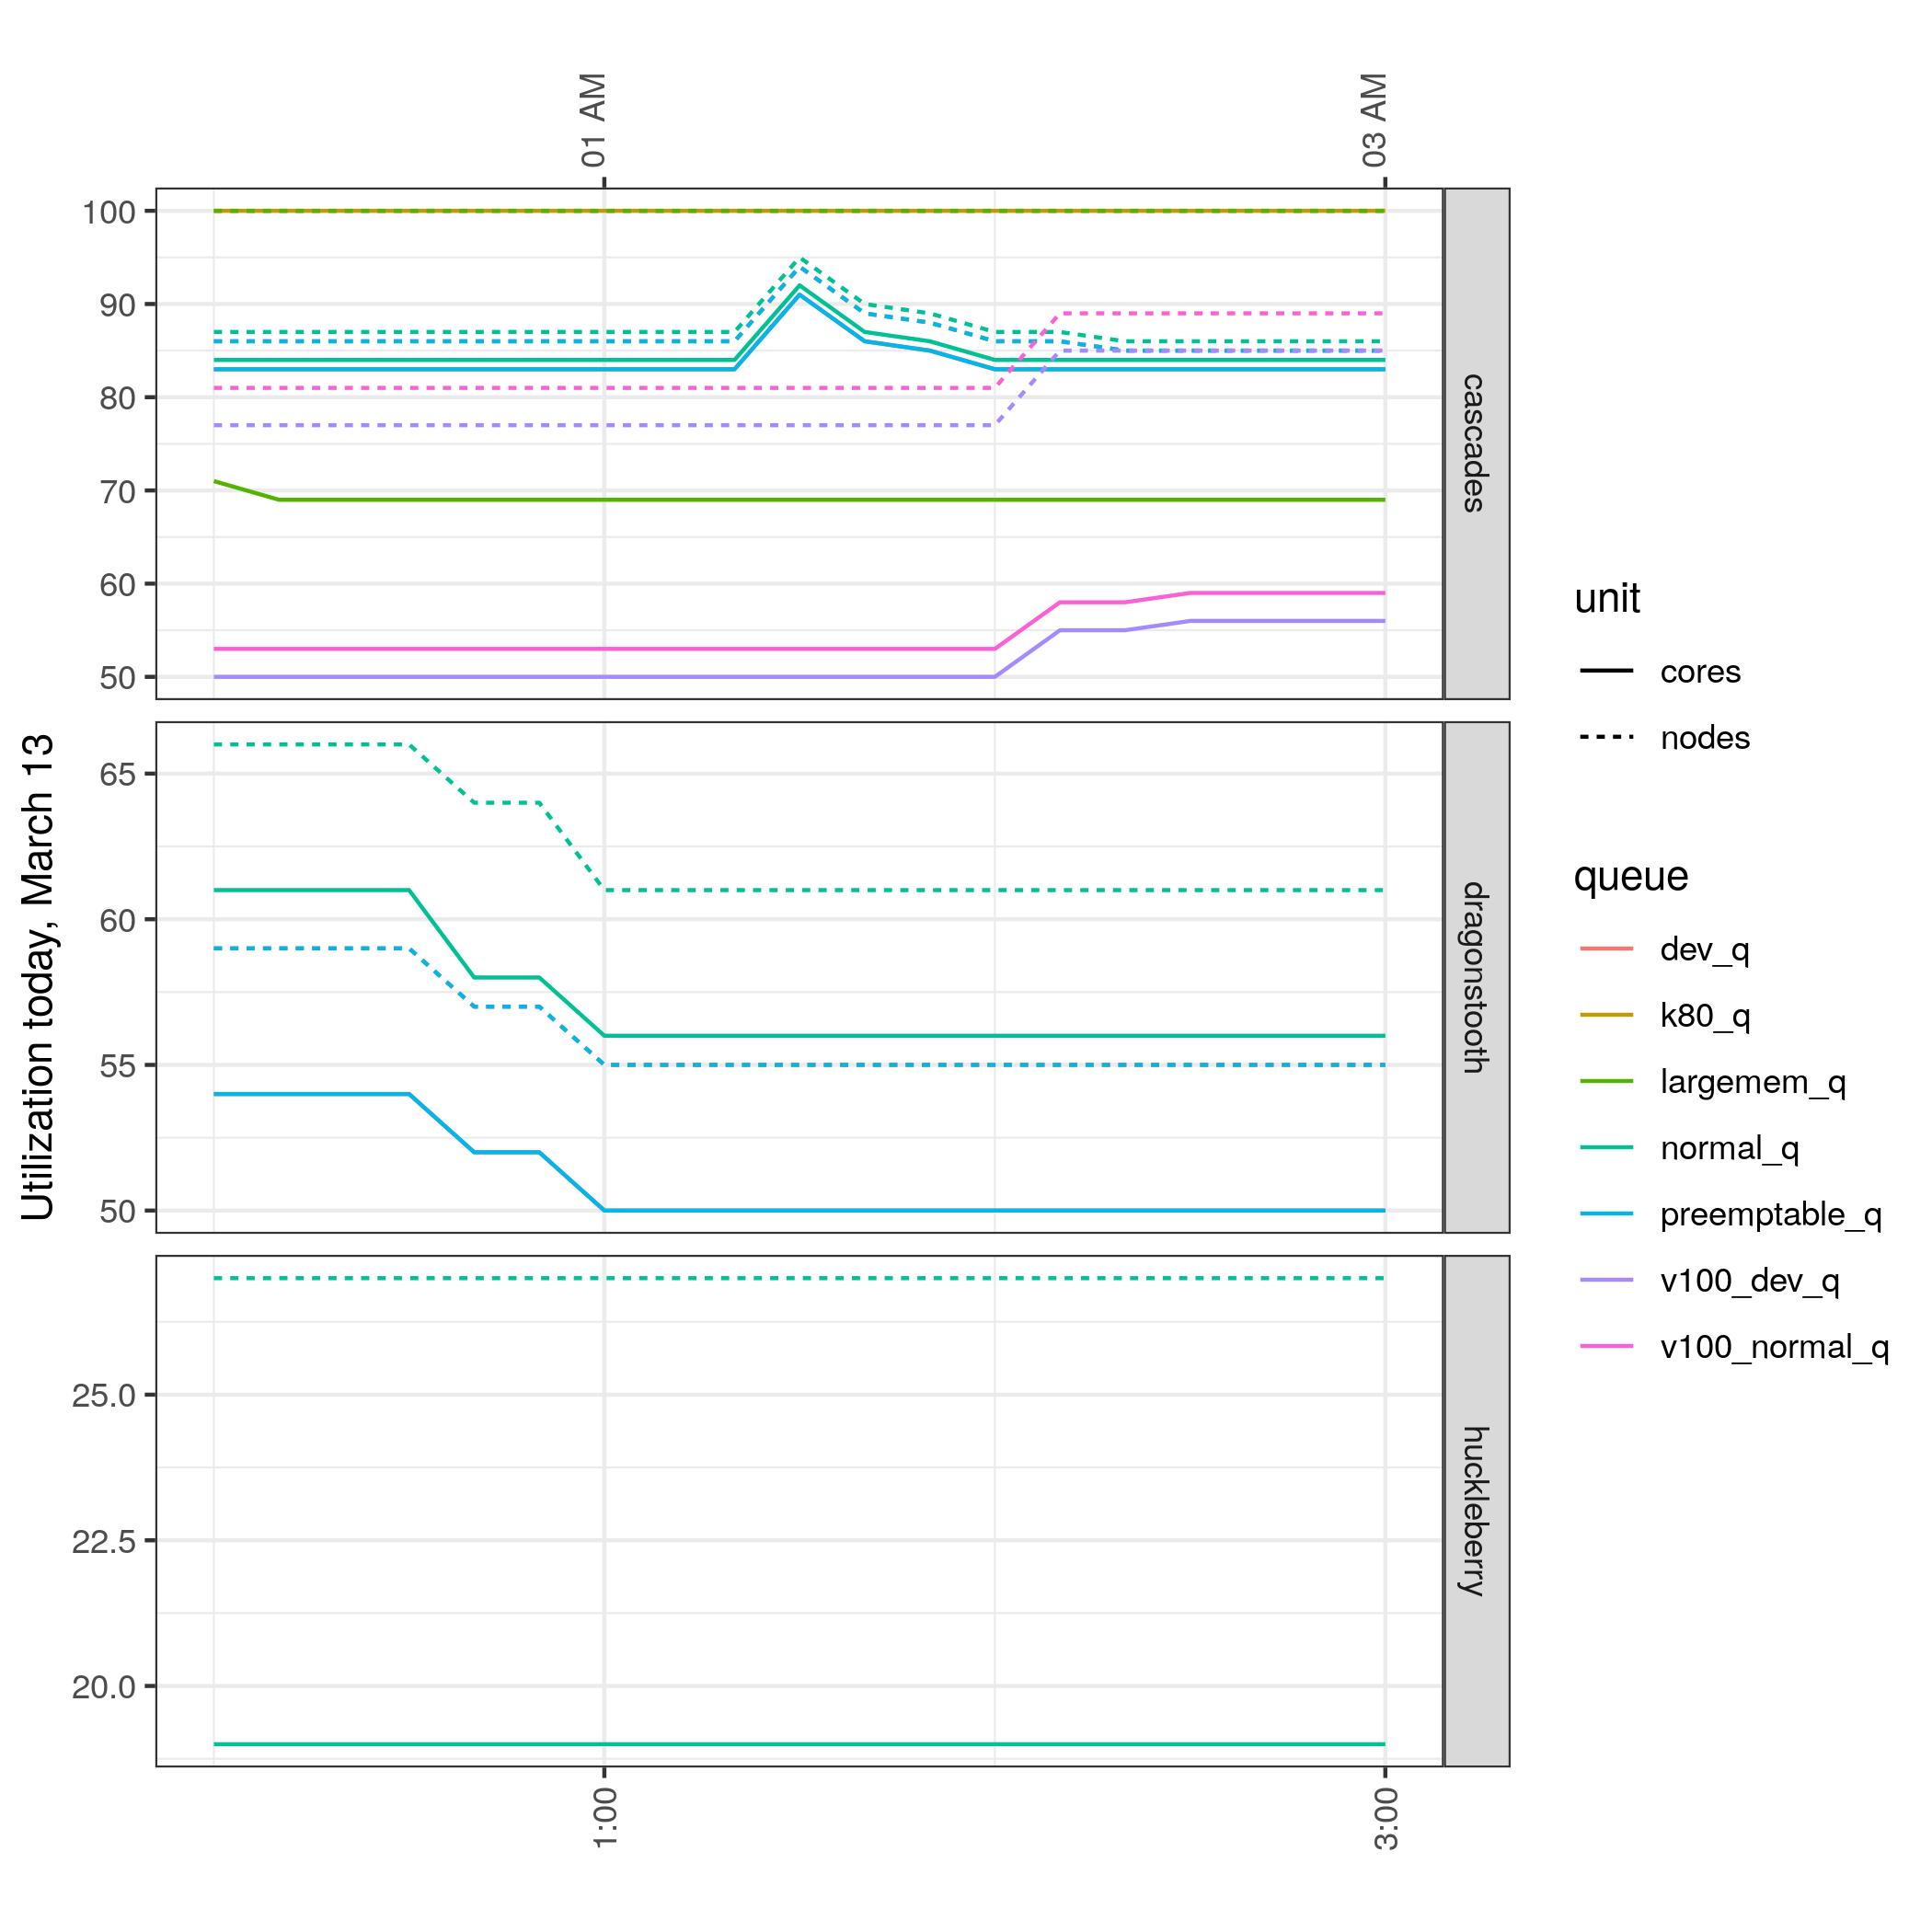 01 AM
03 AM
100
90
80
70
60
50
cascades
65
60
55
50
dragonstooth
25.0
22.5
20.0
huckleberry
1:00
3:00
Utilization today, March 13
unit
cores
nodes
queue
dev_q
k80_q
largemem_q
normal_q
preemptable_q
v100_dev_q
v100_normal_q